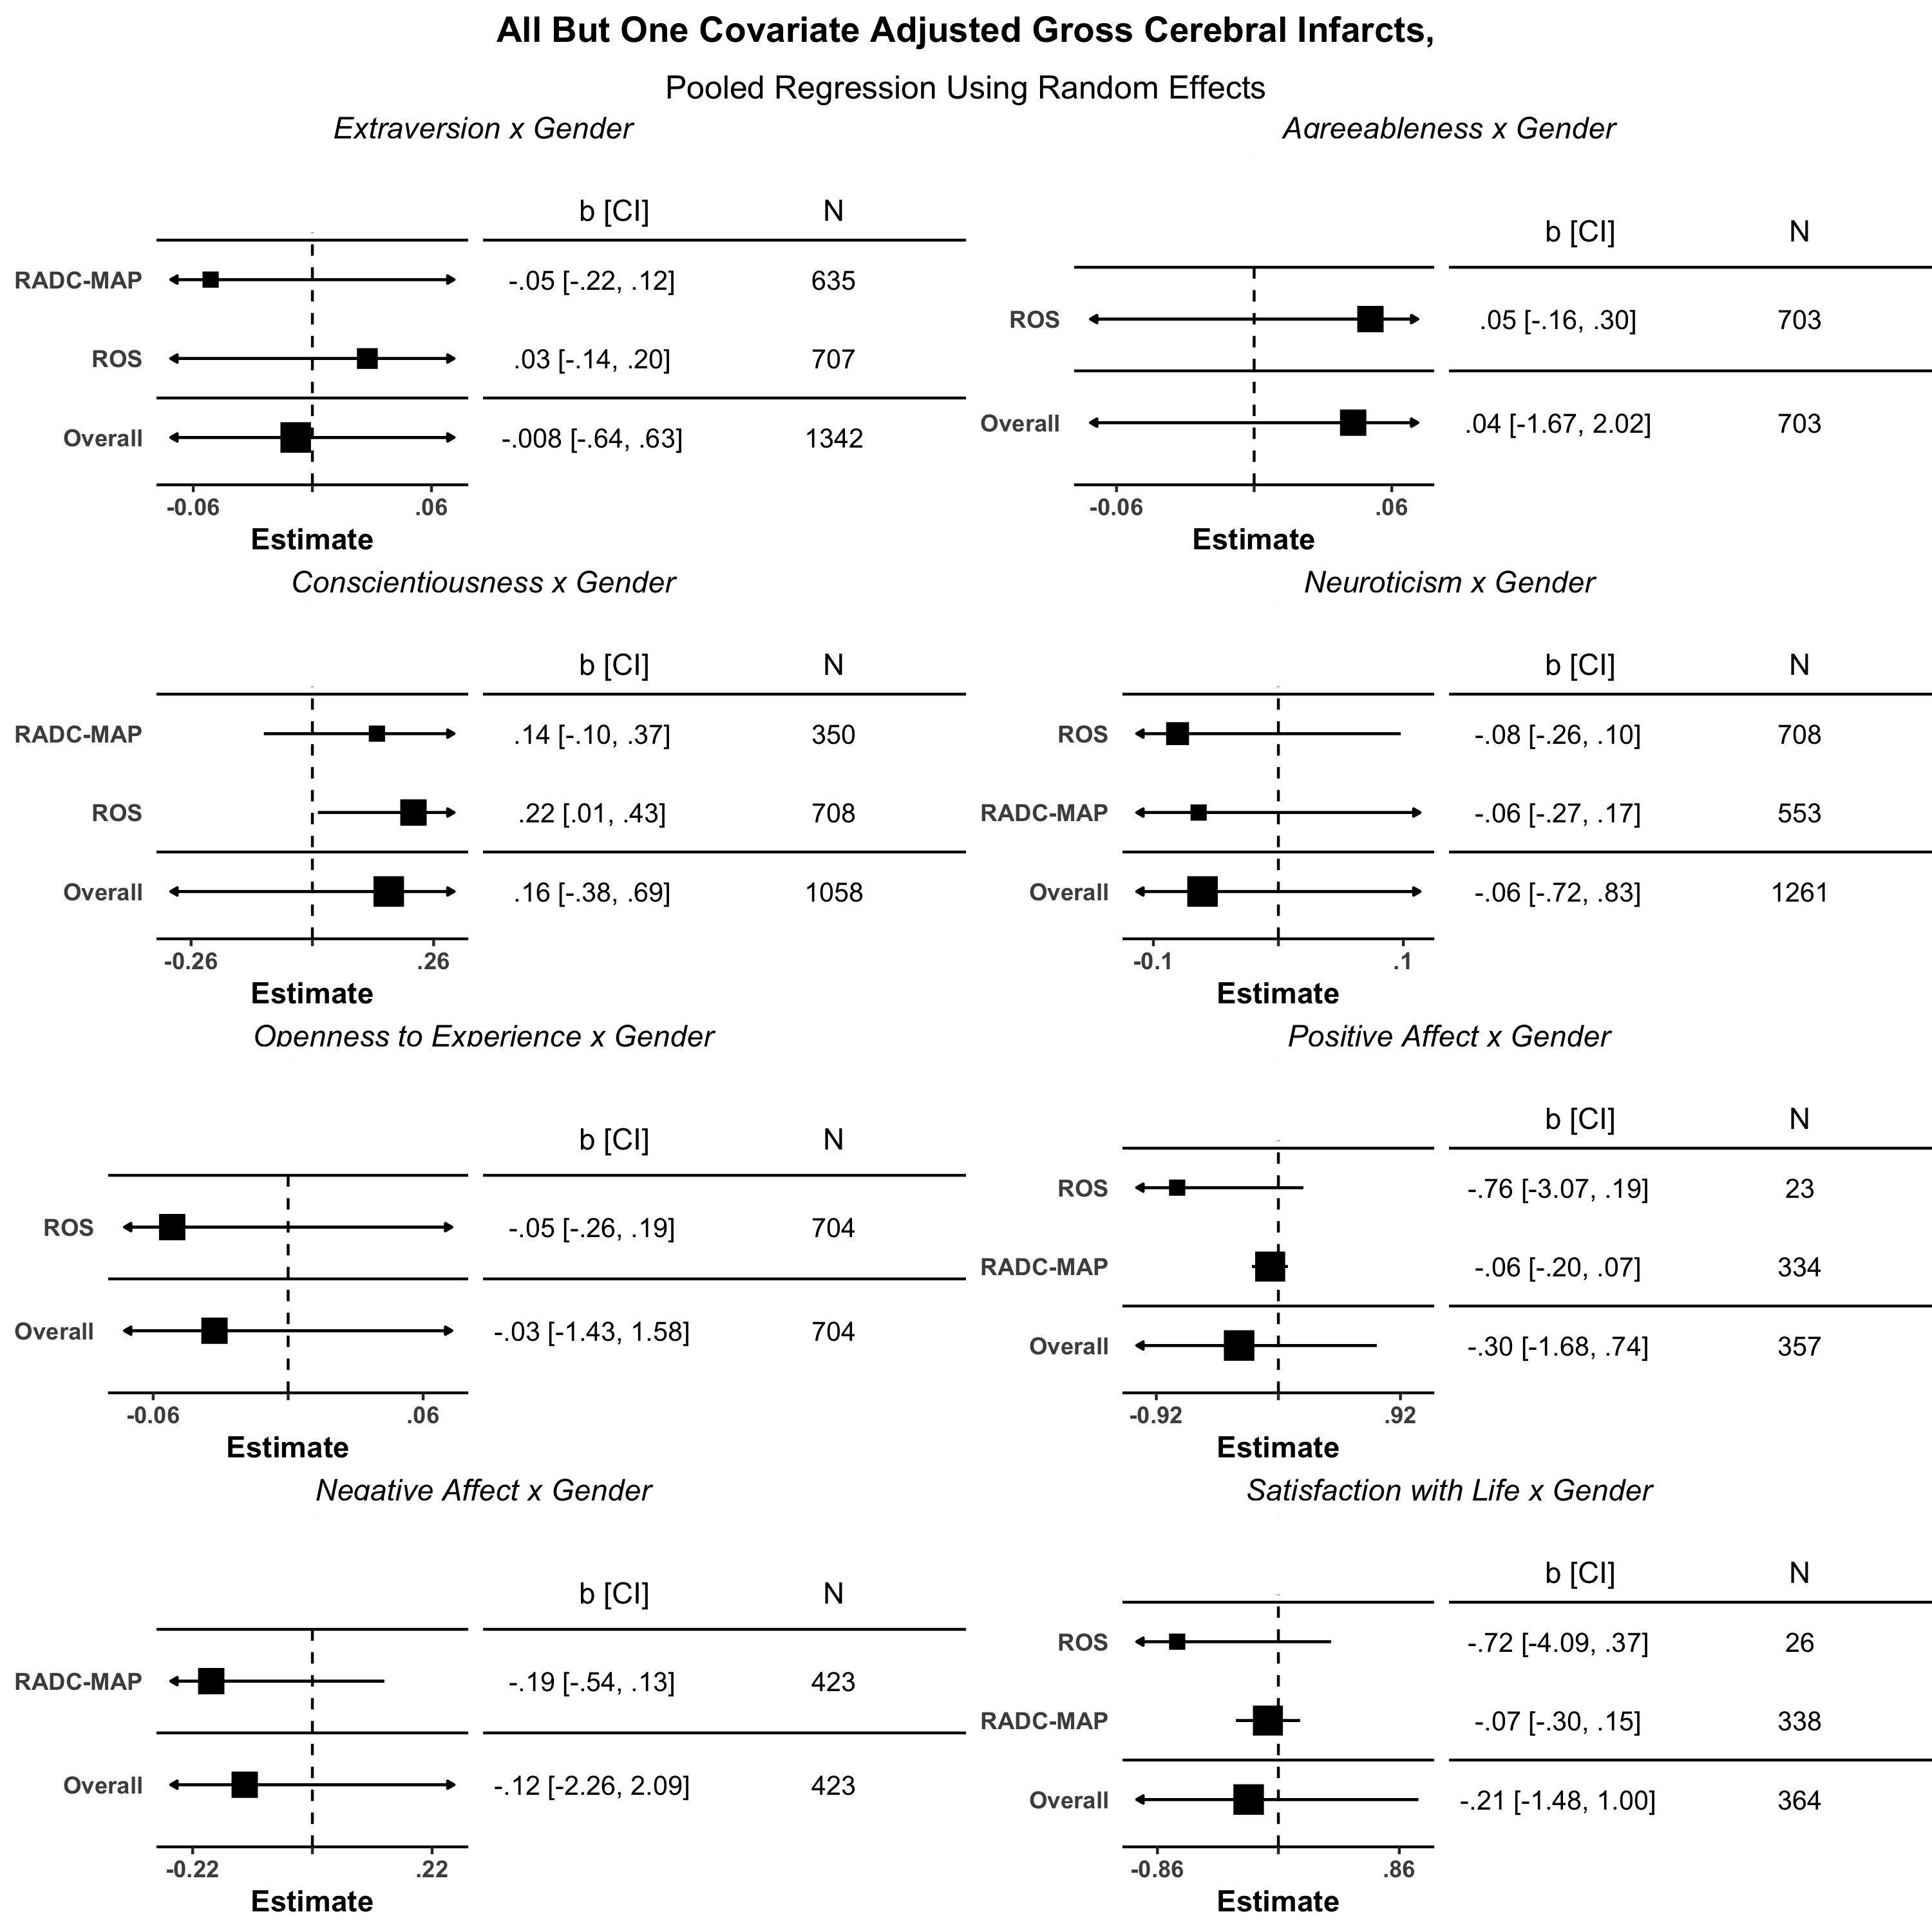 All But One Covariate Adjusted Gross Cerebral Infarcts,
Pooled Regression Using Random Effects
Extraversion x Gender
b [CI] N
RADC-MAP -.05 [-.22, .12] 635
ROS .03 [-.14, .20] 707
Overall -.008 [-.64, .63] 1342
-0.06 .06
Estimate
Agreeableness x Gender
b [CI] N
ROS .05 [-.16, .30] 703
Overall .04 [-1.67, 2.02] 703
-0.06 .06
Estimate
Conscientiousness x Gender
b [CI] N
RADC-MAP .14 [-.10, .37] 350
ROS .22 [.01, .43] 708
Overall .16 [-.38, .69] 1058
-0.26 .26
Estimate
Neuroticism x Gender
b [CI] N
ROS -.08 [-.26, .10] 708
RADC-MAP -.06 [-.27, .17] 553
Overall -.06 [-.72, .83] 1261
-0.1 .1
Estimate
Openness to Experience x Gender
b [CI] N
ROS -.05 [-.26, .19] 704
Overall -.03 [-1.43, 1.58] 704
-0.06 .06
Estimate
Positive Affect x Gender
b [CI] N
ROS -.76 [-3.07, .19] 23
RADC-MAP -.06 [-.20, .07] 334
Overall -.30 [-1.68, .74] 357
-0.92 .92
Estimate
Negative Affect x Gender
b [CI] N
RADC-MAP -.19 [-.54, .13] 423
Overall -.12 [-2.26, 2.09] 423
-0.22 .22
Estimate
Satisfaction with Life x Gender
b [CI] N
ROS -.72 [-4.09, .37] 26
RADC-MAP -.07 [-.30, .15] 338
Overall -.21 [-1.48, 1.00] 364
-0.86 .86
Estimate